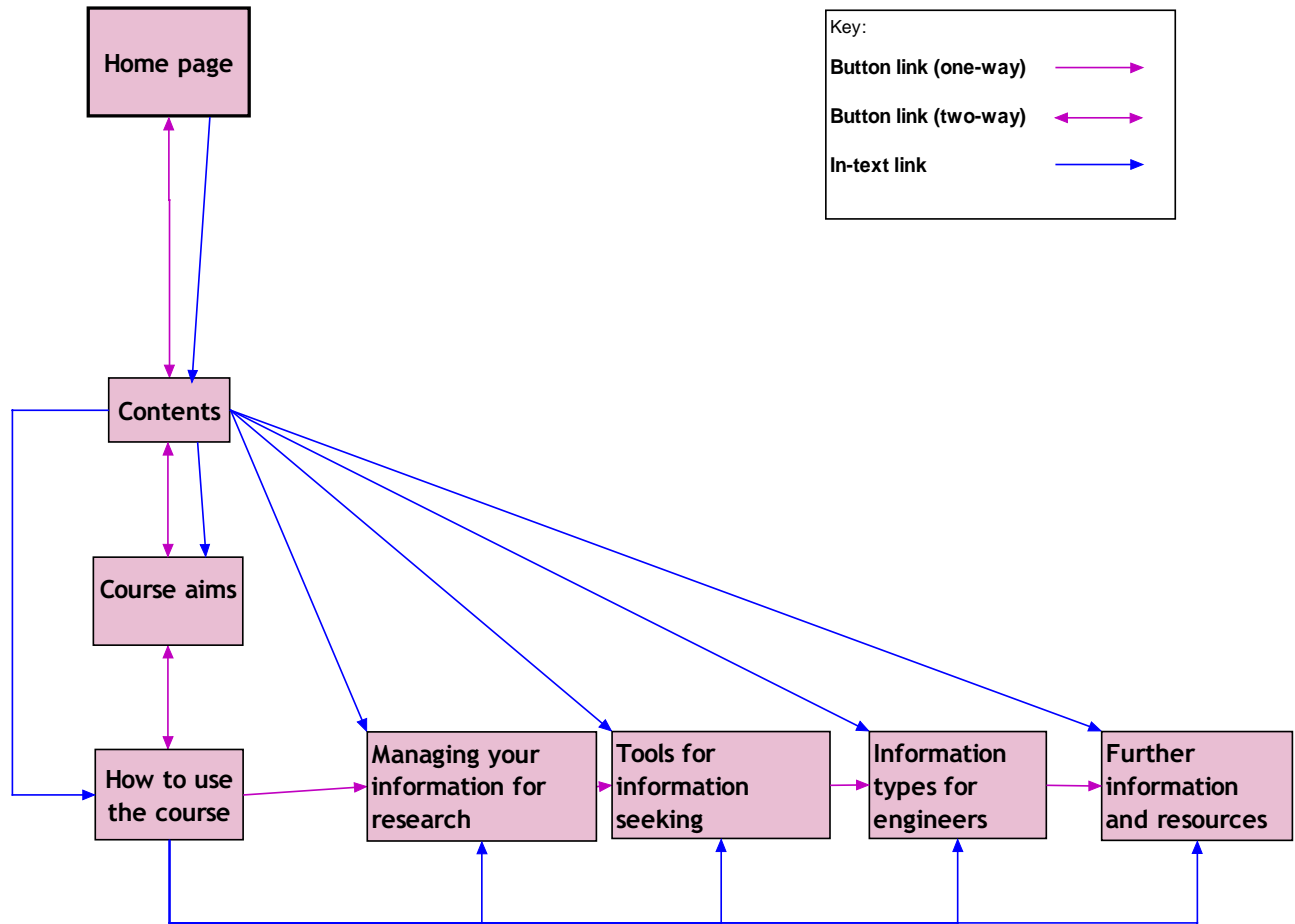 Home page
Key:
Button link (one-way)
Button link (two-way)
In-text link
Contents
Course aims
How to use
the course
Managing your
information for
research
Tools for
information
seeking
Information
types for
engineers
Further
information
and resources